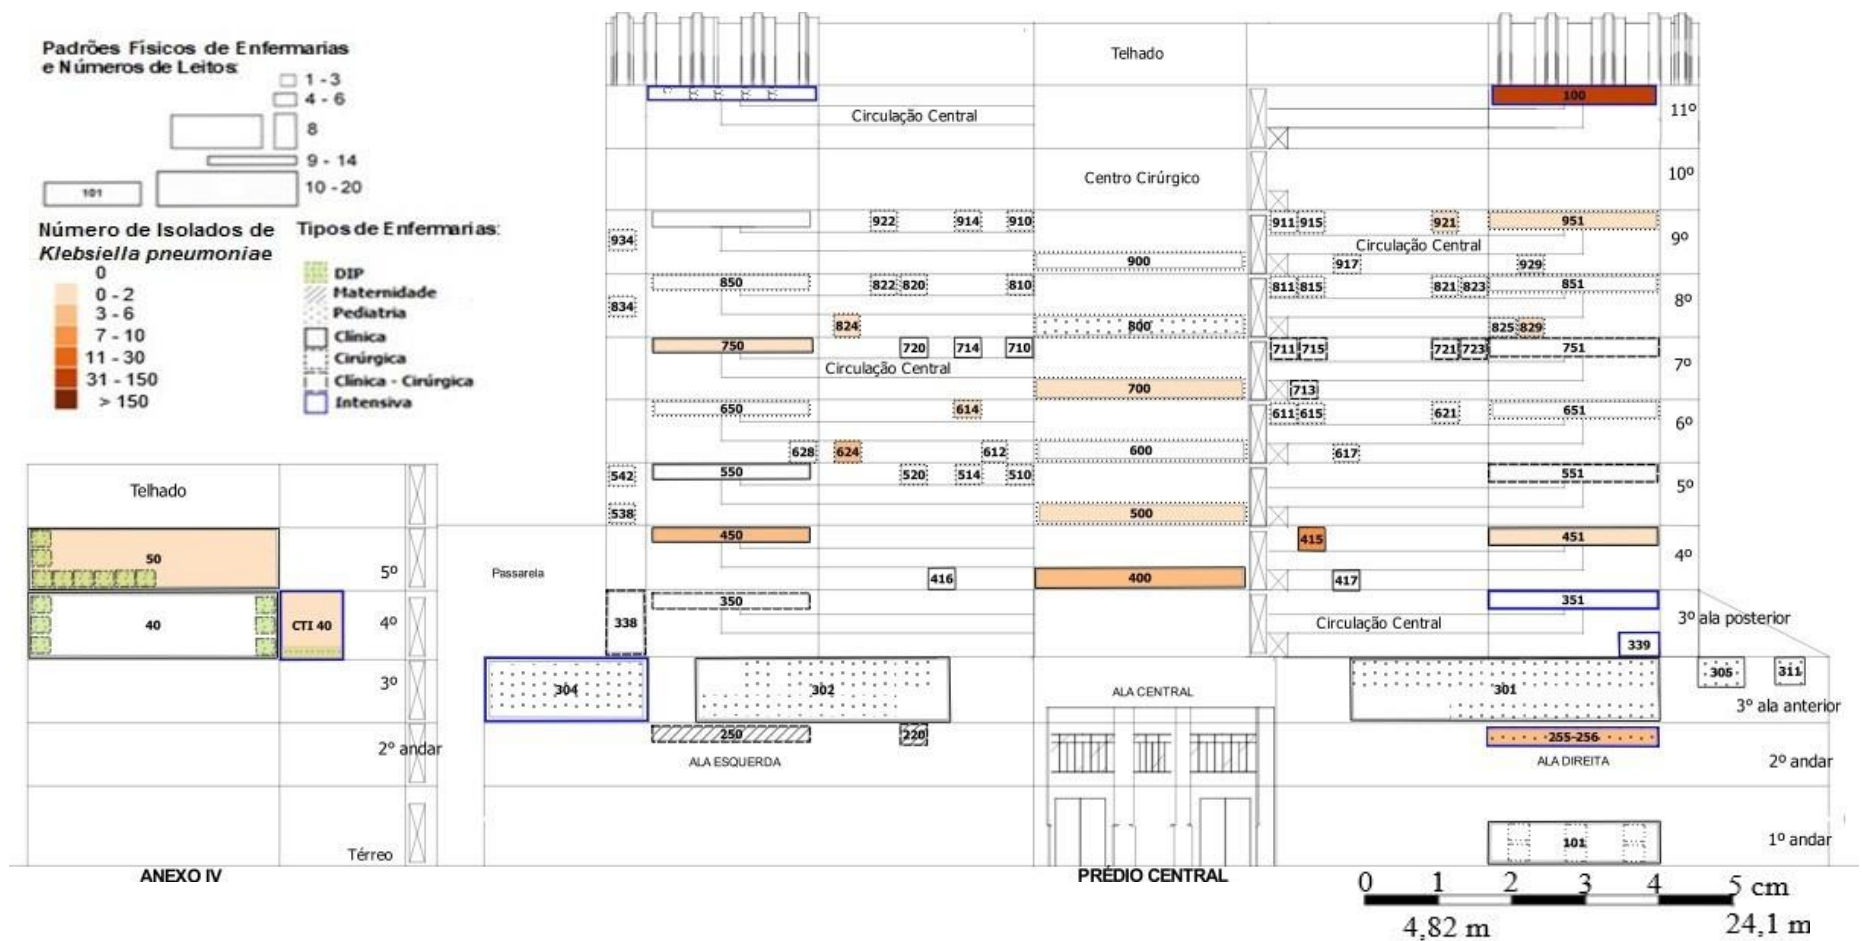 Padrões Físicos de Enfermarias
e Números de Leitos:
1 - 3
4 - 6
8
9 - 14
10 - 20
101
Número de Isolados de
Klebsiella pneumoniae
0
0 - 2
3 - 6
7 - 10
11 - 30
31 - 150
> 150
Tipos de Enfermarias:
DIP
Maternidade
Pediatria
Clínica
Cirúrgica
Clínica - Cirúrgica
Intensiva
Telhado
100
11º
Circulação Central
Centro Cirúrgico
10º
922 914 910 911 915 921 951
934
9º
Circulação Central
900 917 929
850 822 820 810 811 815 821 823 851
834
8º
824 800 825 829
750 720 714 710 711 715 721 723 751
Circulação Central
7º
700 713
650 614 611 615 621 651
6º
628 624 612 600 617
542 550 520 514 510 551
5º
538 500
Telhado
450 415 451
4º
50
5º
Passarela
416 400 417
350 351
40
CTI 40
4º
338
Circulação Central
3º ala posterior
339
3º
304
302
ALA CENTRAL
301
305
311
3º ala anterior
250
220
255-256
2º andar
ALA ESQUERDA
ALA DIREITA
2º andar
101
1º andar
Térreo
ANEXO IV
PRÉDIO CENTRAL
0 1 2 3 4 5 cm
4,82 m 24,1 m